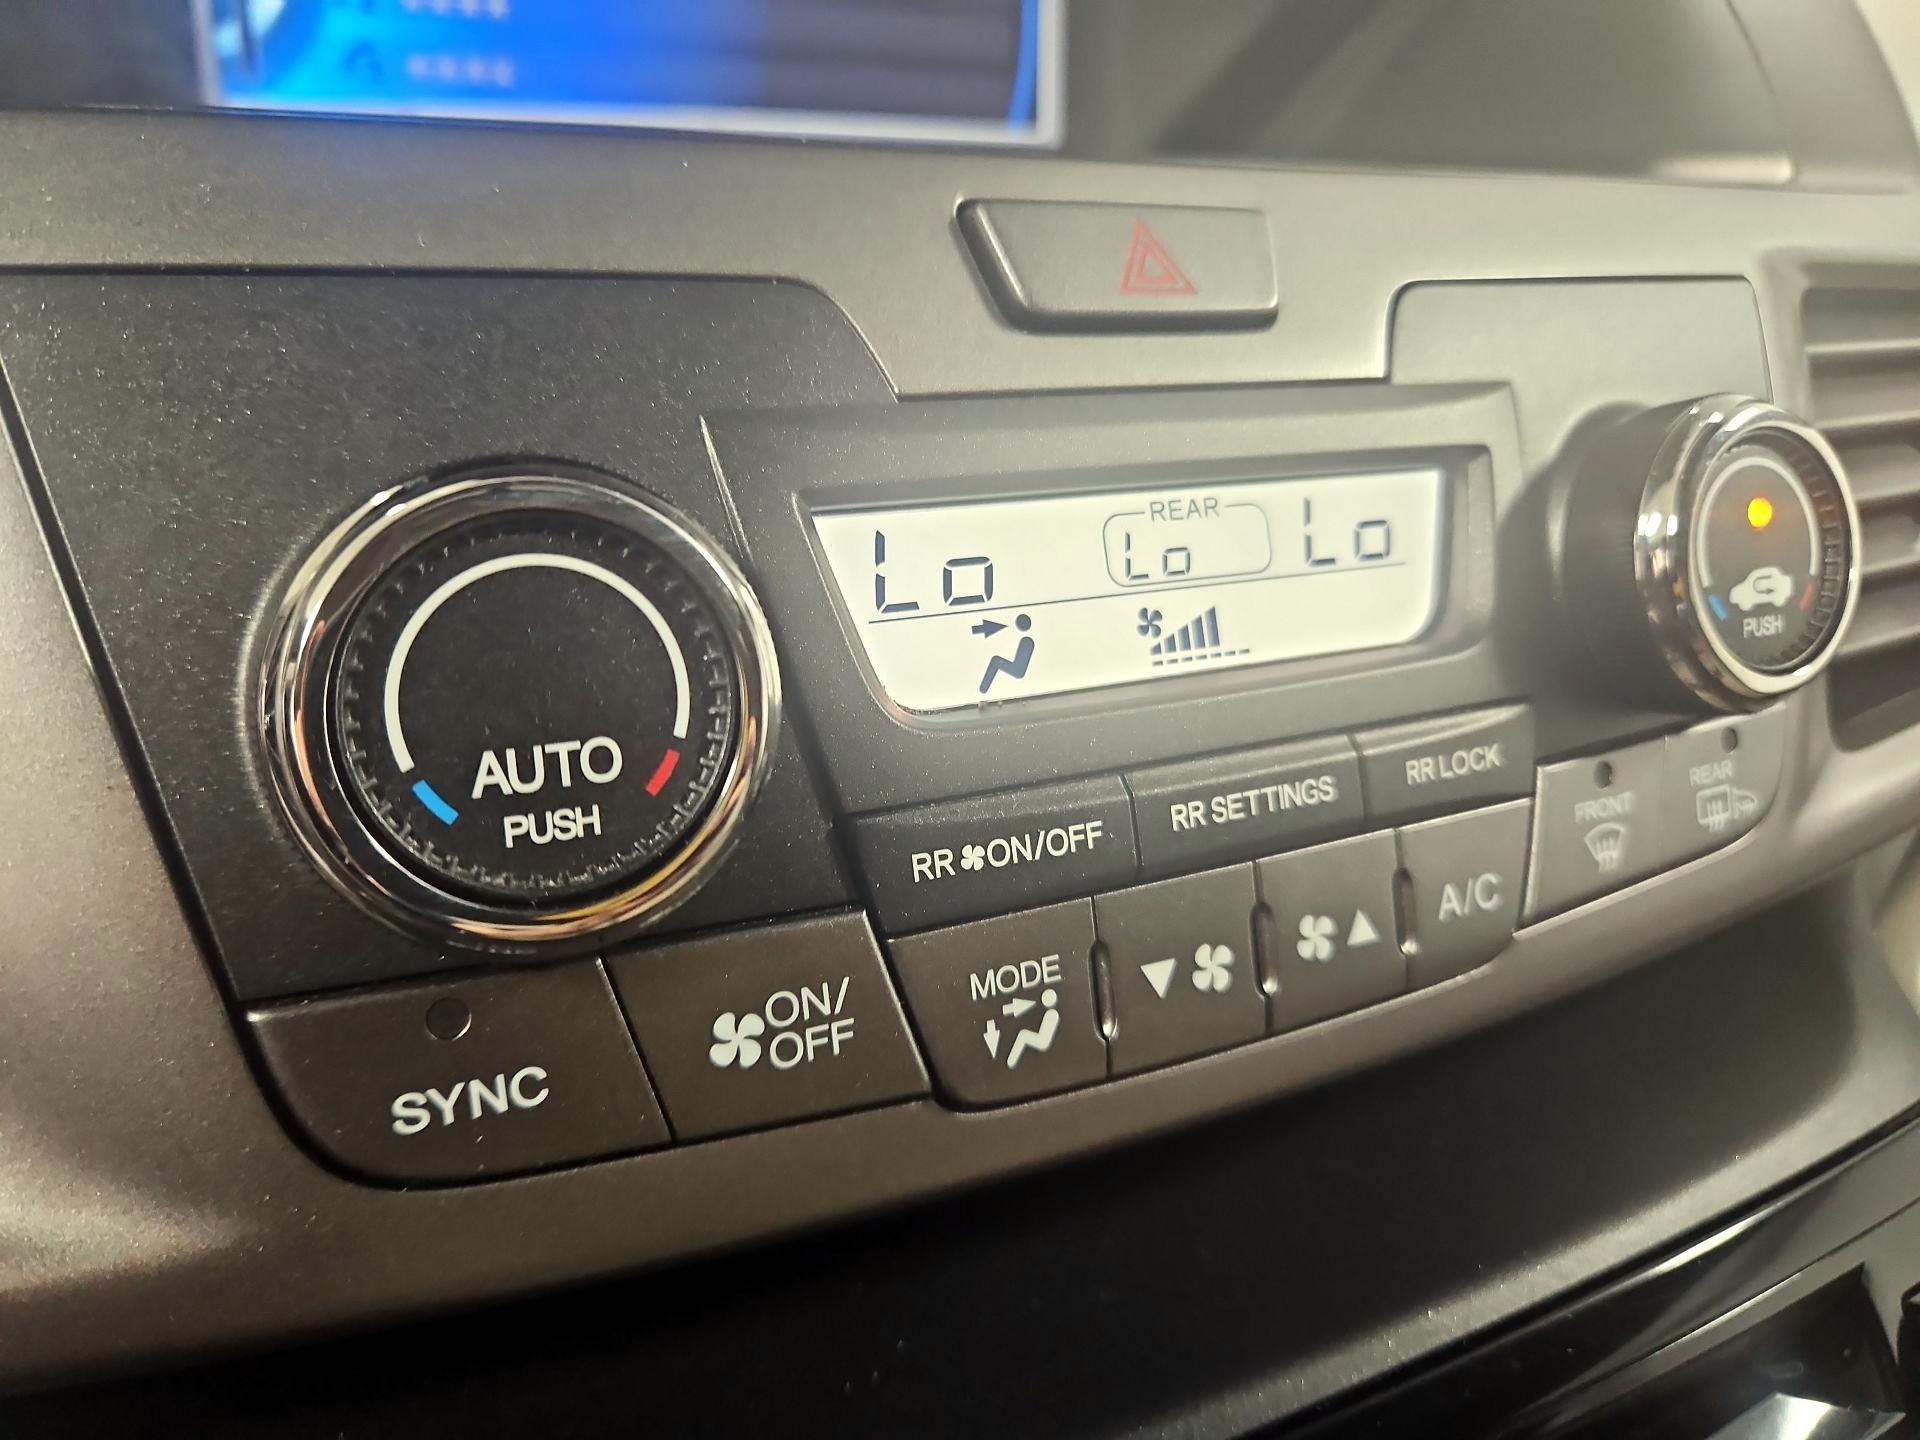 Lo
REAR
Lo
Lo
AUTO
PUSH
PUSH
RR ON/OFF
RR SETTINGS
RR LOCK
FRONT
REAR
SYNC
ON/
OFF
MODE
A/C